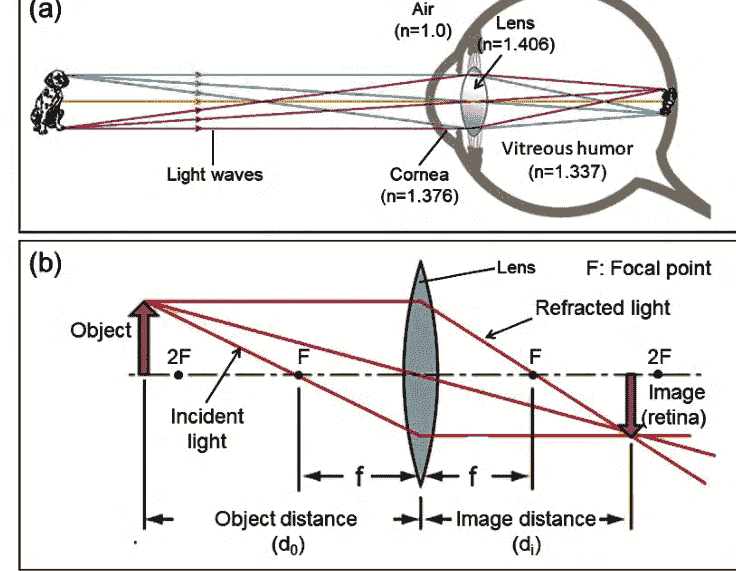 (a)
Air
(n=1.0)
Lens
(n=1.406)
Light waves
Cornea
(n=1.376)
Vitreous humor
(n=1.337)
(b)
Lens
F: Focal point
Refracted light
Object
2F
F
F
2F
Incident
light
Image
(retina)
f
f
Object distance
(d₀)
Image distance
(dᵢ)